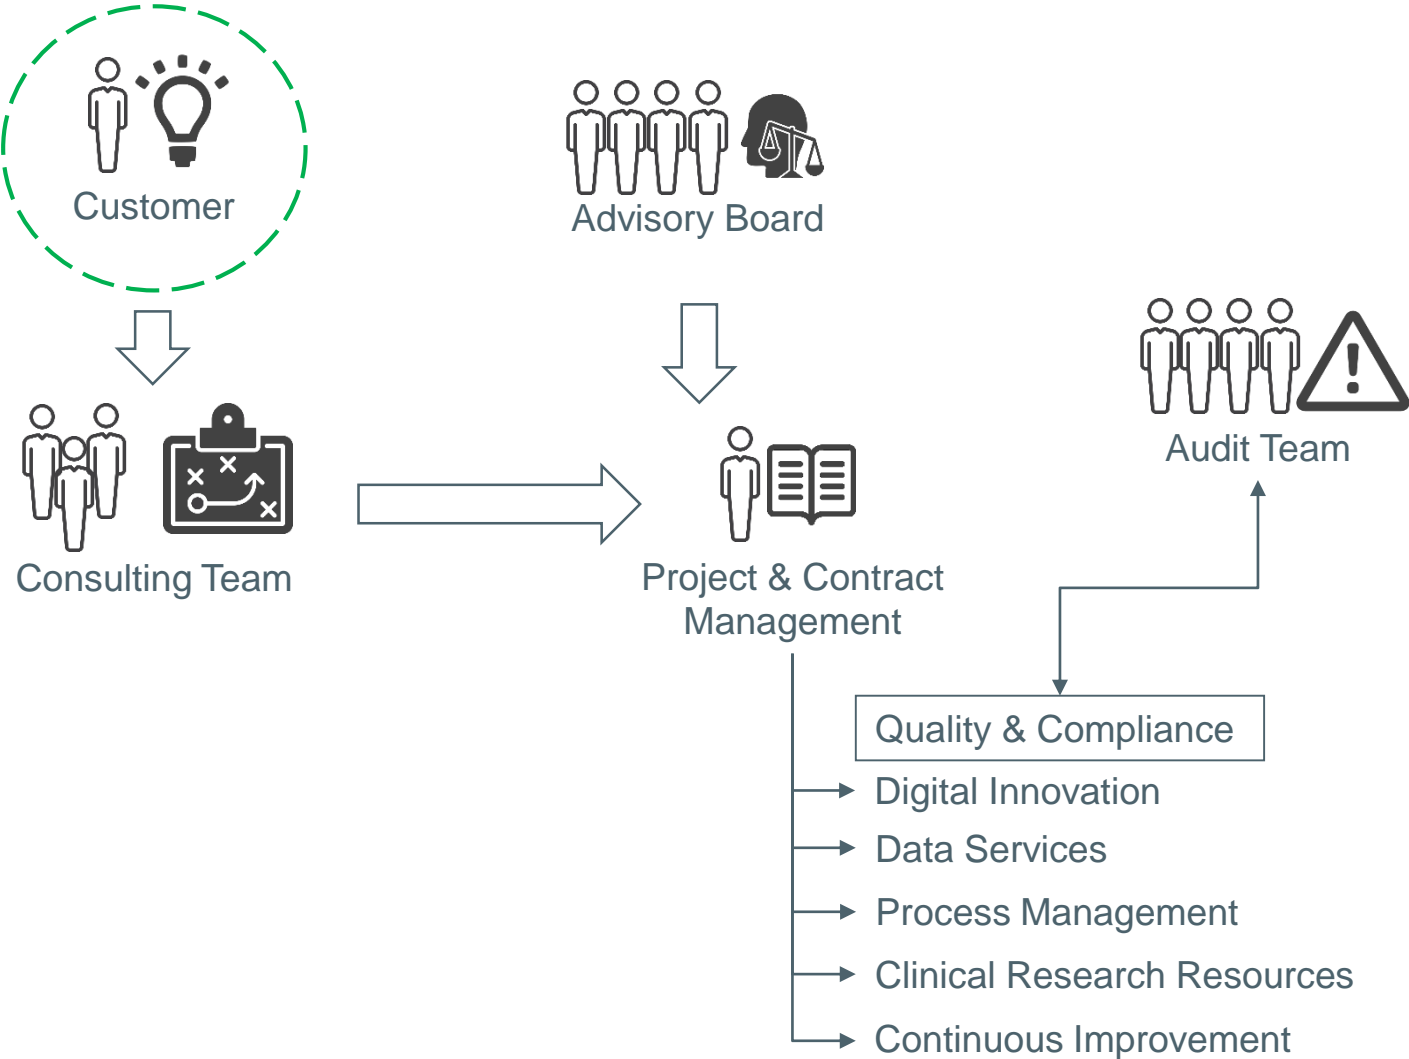 Customer
Advisory Board
Audit Team
Consulting Team
Project & Contract
Management
Quality & Compliance
Digital Innovation
Data Services
Process Management
Clinical Research Resources
Continuous Improvement